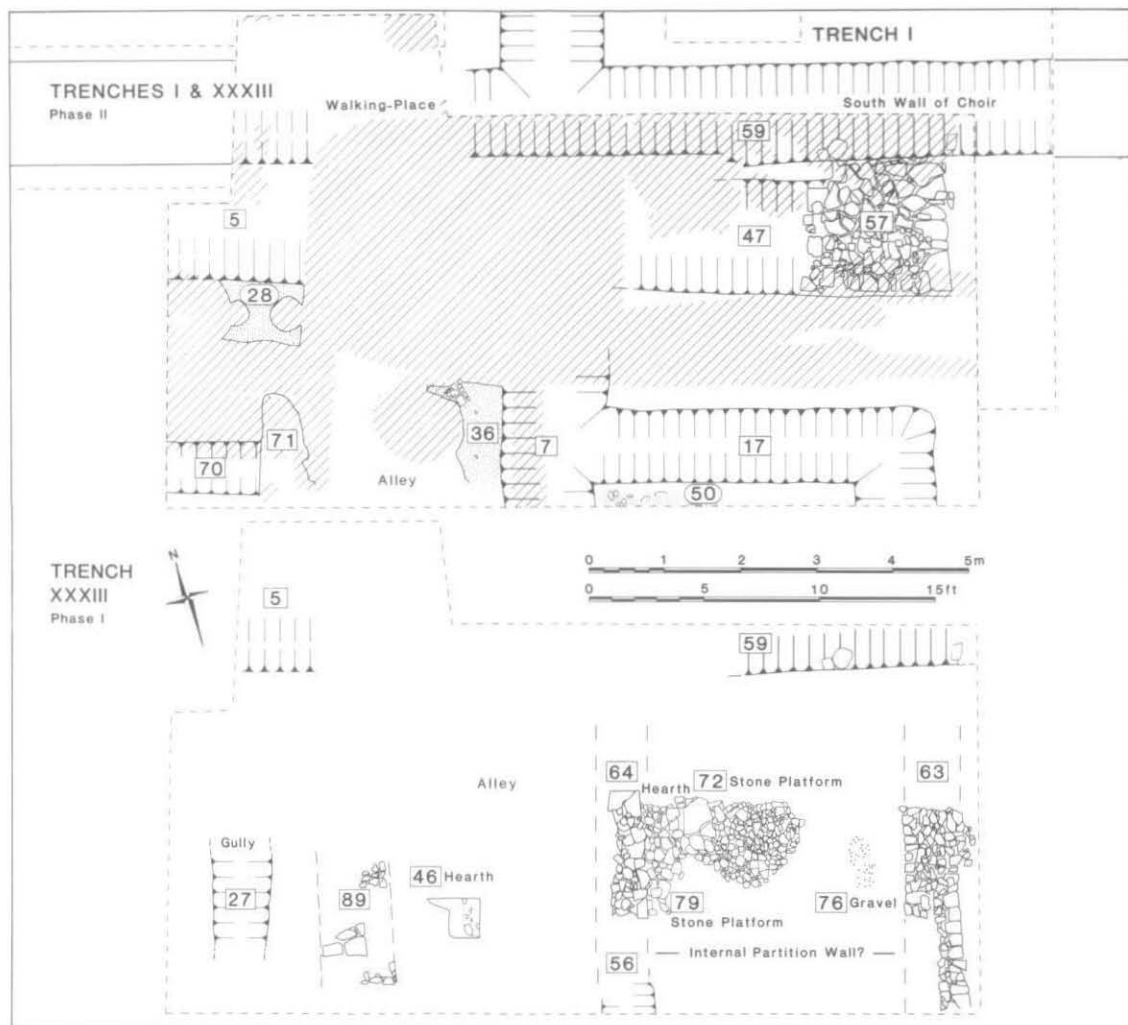 TRENCH I
TRENCHES I & XXXIII
Phase II
Walking-Place
South Wall of Choir
59
5
47
57
28
36
71
7
17
70
Alley
50
TRENCH
XXXIII
Phase I
N
0 1 2 3 4 5m
0 5 10 15ft
5
59
64
Hearth
72 Stone Platform
63
Alley
Gully
27
89
46 Hearth
79
Stone Platform
76 Gravel
Internal Partition Wall?
56